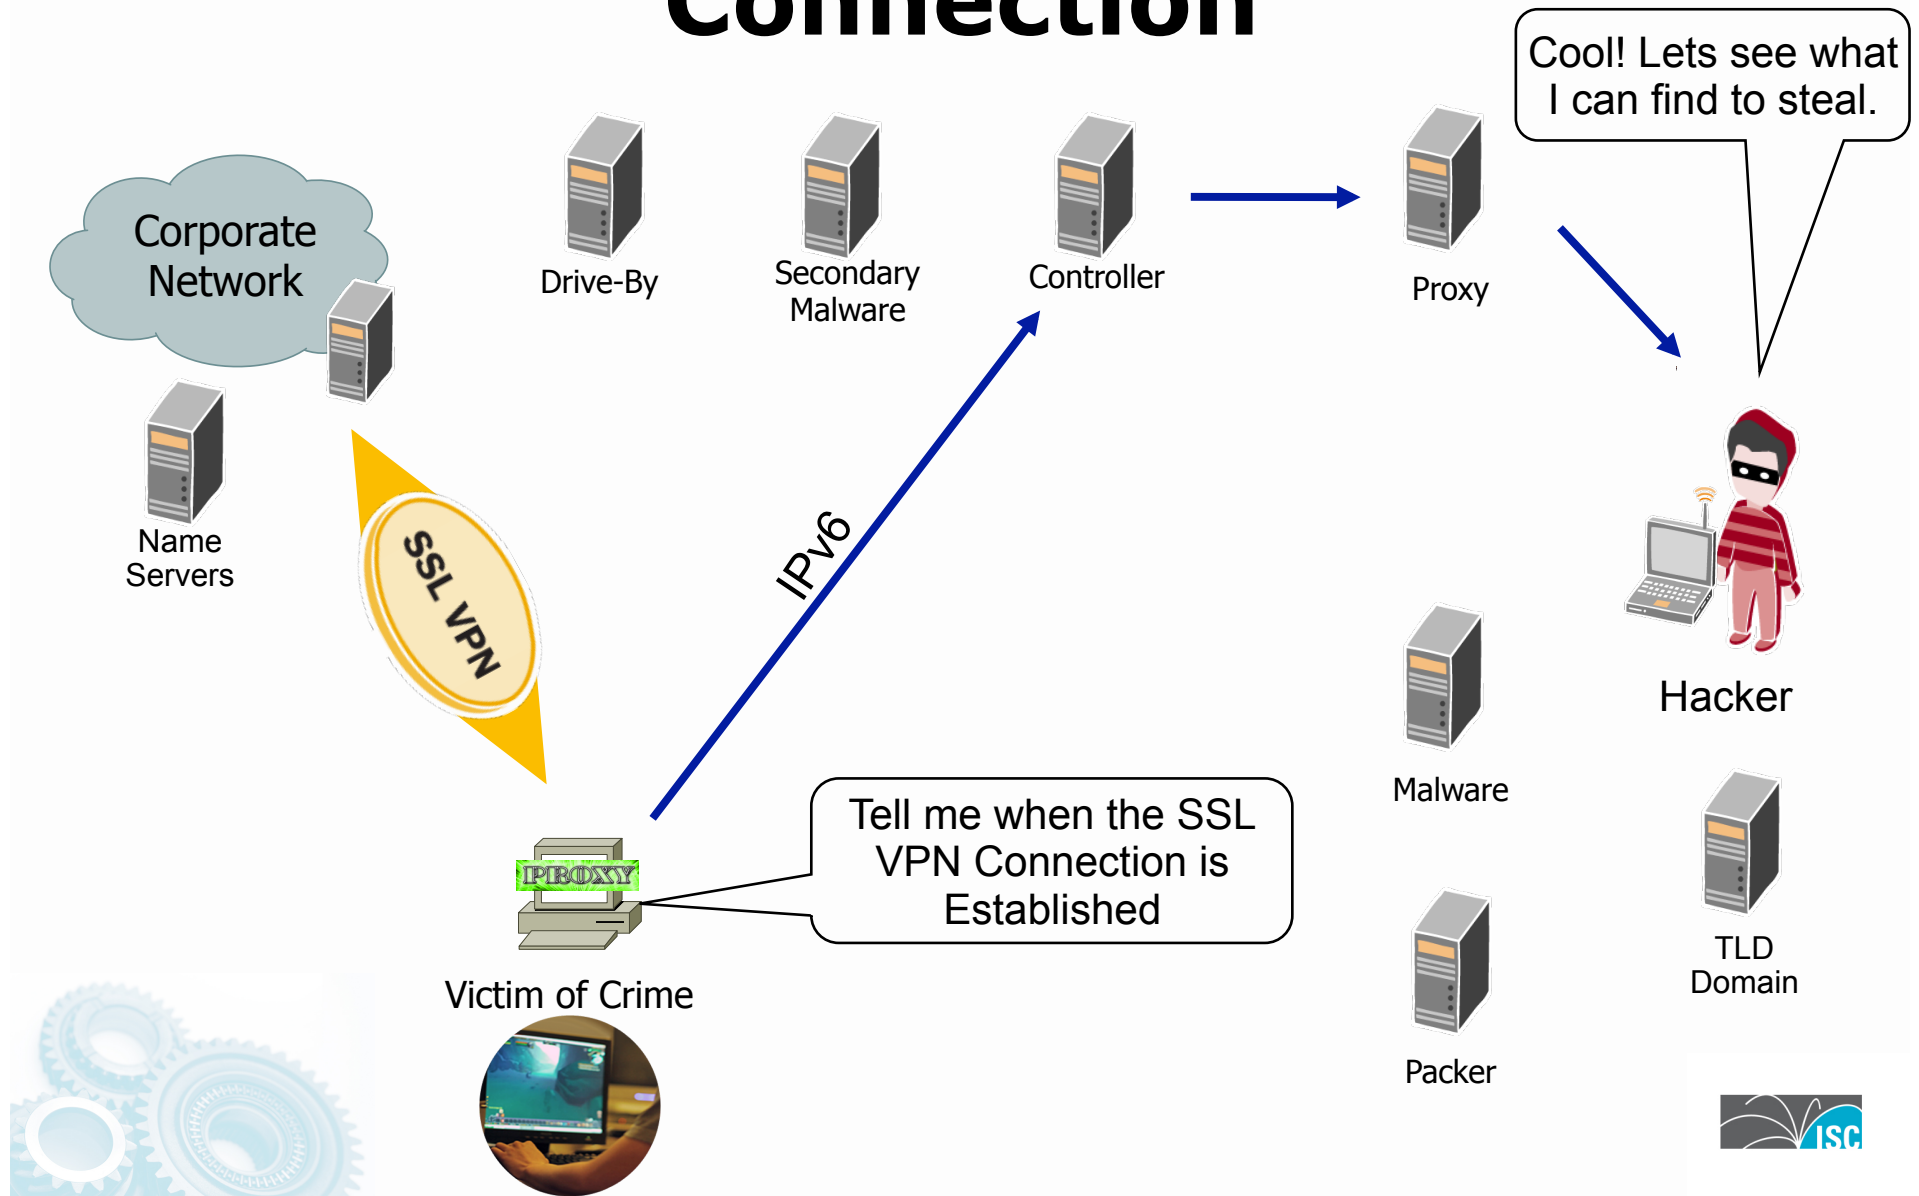 Connection
Cool! Lets see what
I can find to steal.
Corporate
Network
Drive-By
Secondary
Malware
Controller
Proxy
Name
Servers
SSL VPN
IPv6
Hacker
Malware
Tell me when the SSL
VPN Connection is
Established
PROXY
TLD
Domain
Victim of Crime
Packer
ISC